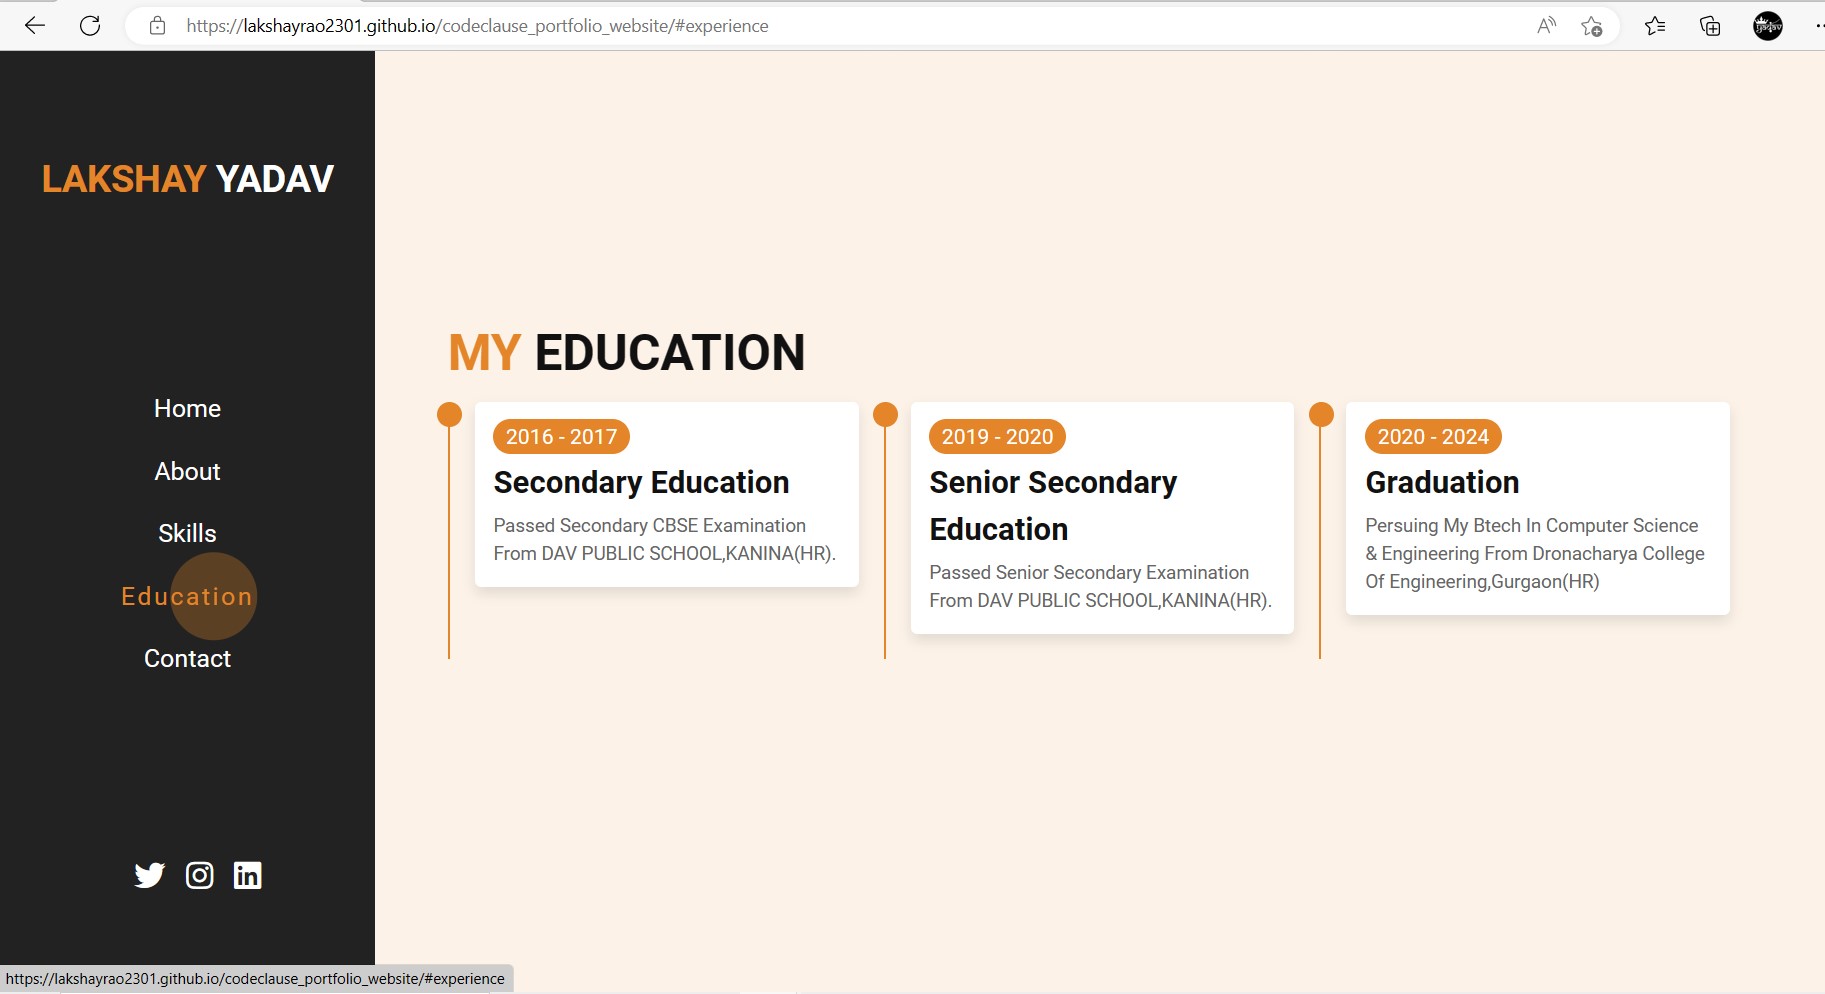 https://lakshayrao2301.github.io/codeclause_portfolio_website/#experience
LAKSHAY YADAV
Home
About
Skills
Education
Contact
MY EDUCATION
2016 - 2017
Secondary Education
Passed Secondary CBSE Examination
From DAV PUBLIC SCHOOL,KANINA(HR).
2019 - 2020
Senior Secondary
Education
Passed Senior Secondary Examination
From DAV PUBLIC SCHOOL,KANINA(HR).
2020 - 2024
Graduation
Persuing My Btech In Computer Science
& Engineering From Dronacharya College
Of Engineering,Gurgaon(HR)
https://lakshayrao2301.github.io/codeclause_portfolio_website/#experience